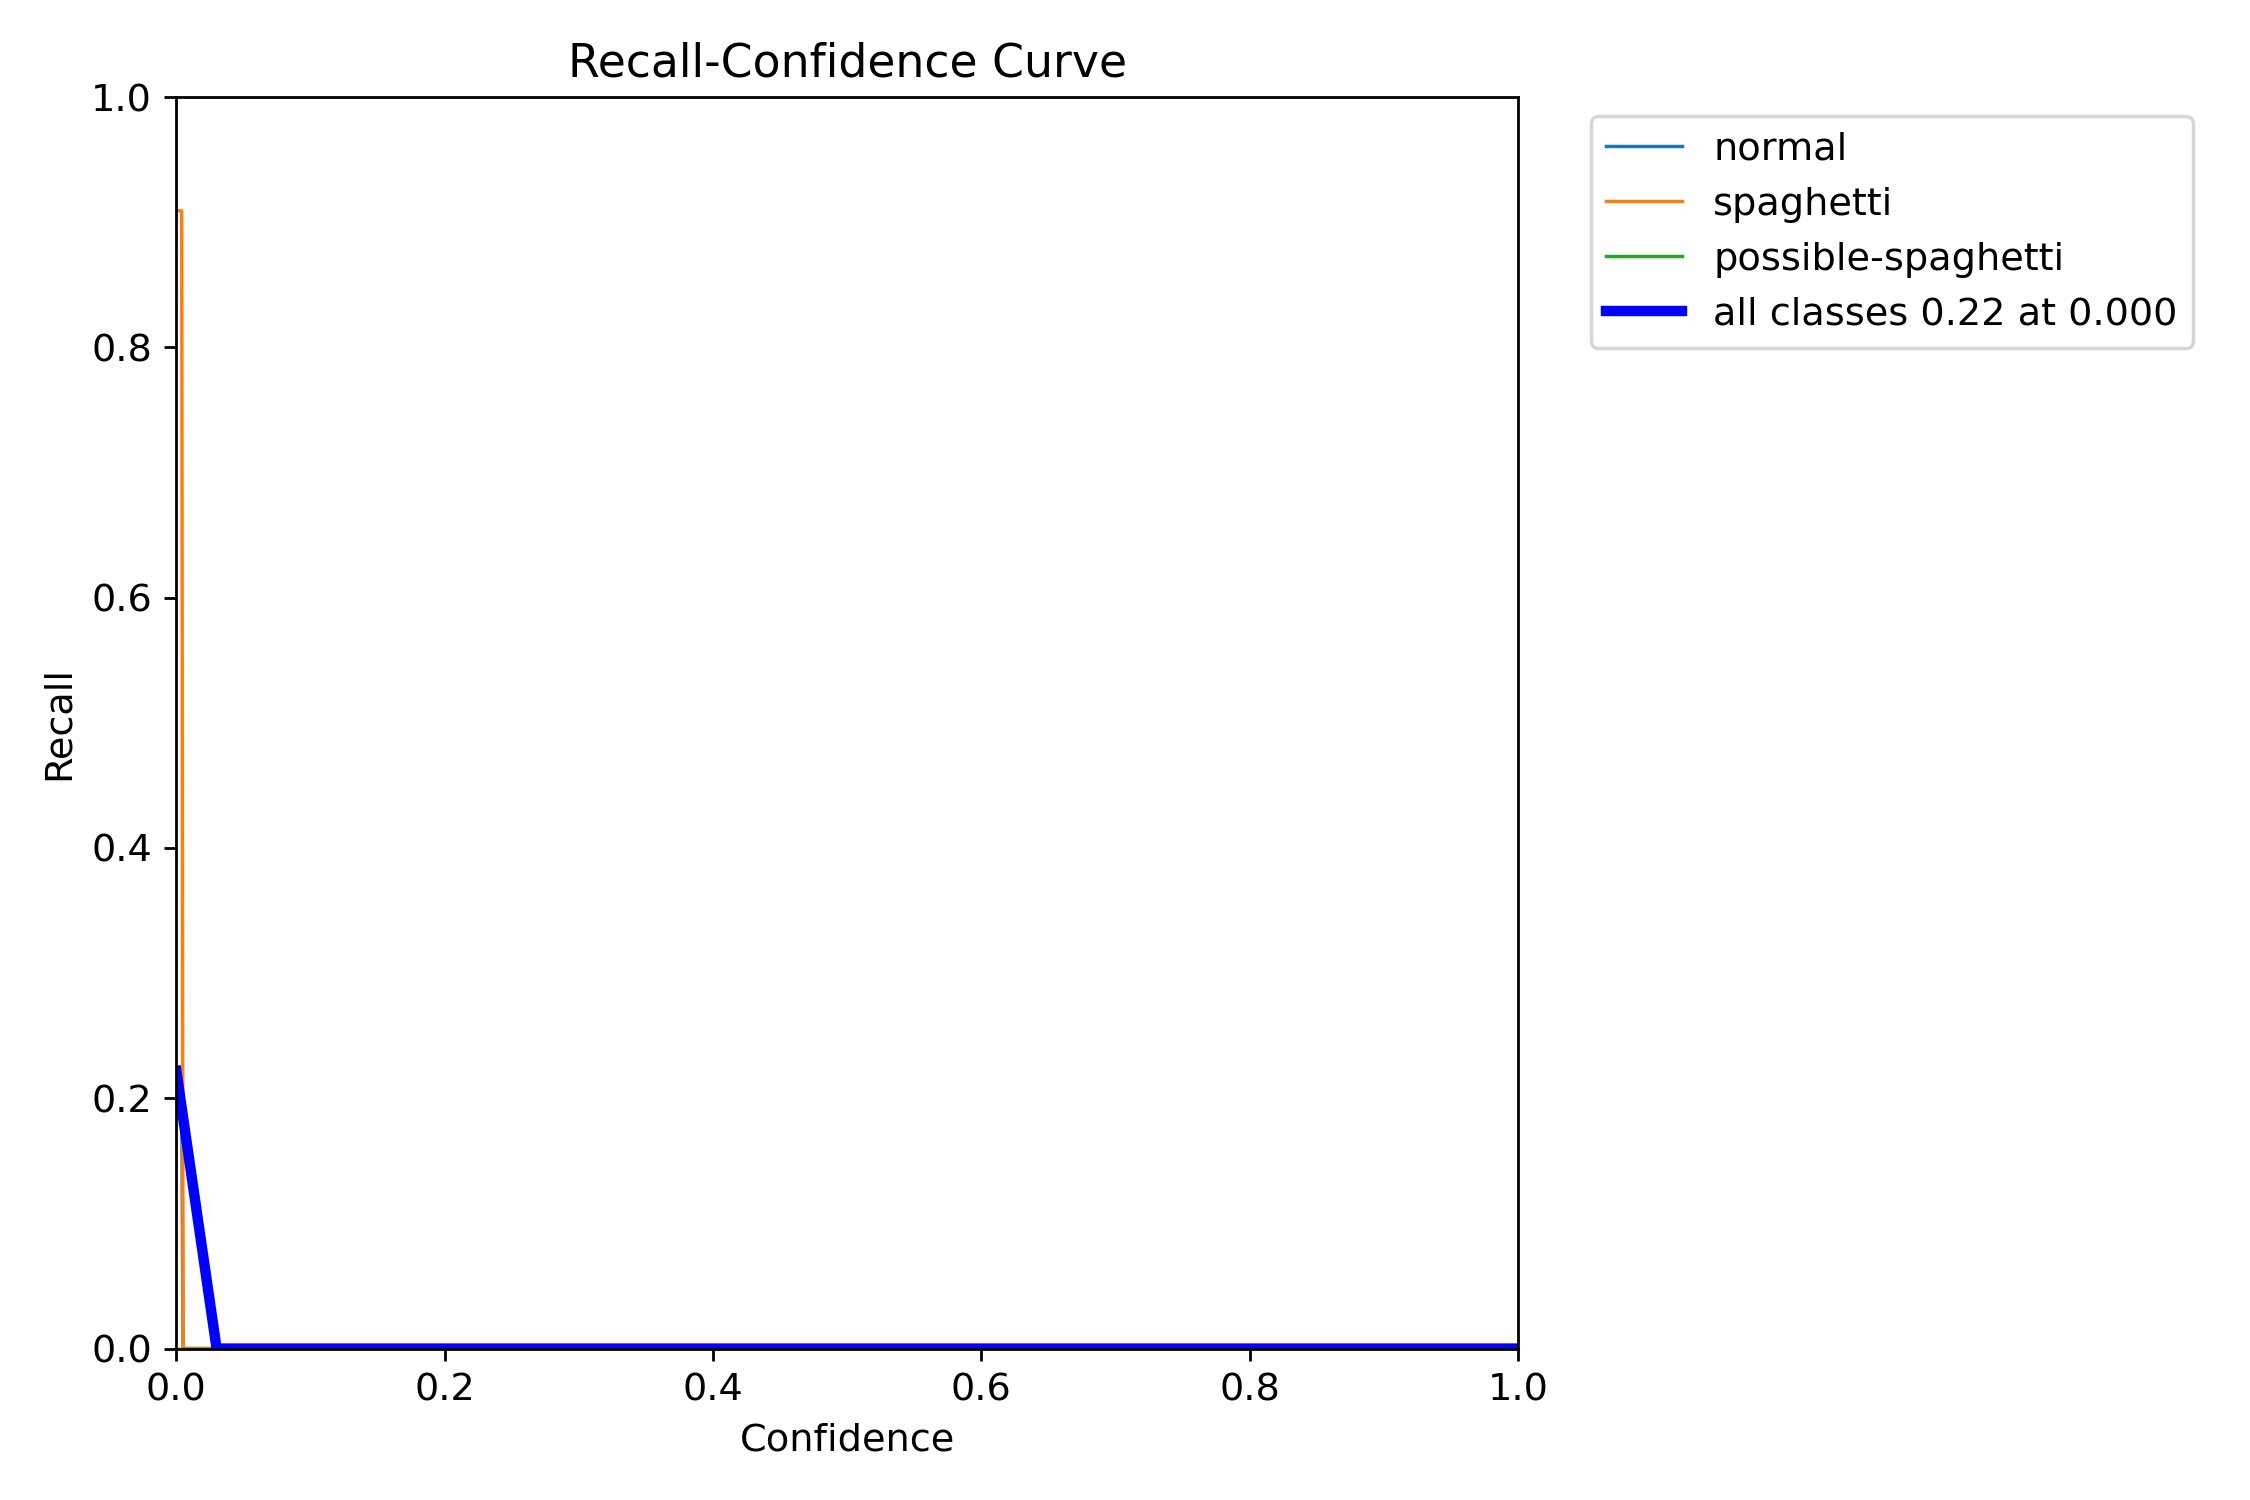 Recall-Confidence Curve
1.0
0.8
0.6
0.4
0.2
0.0
Recall
0.0 0.2 0.4 0.6 0.8 1.0
Confidence
normal
spaghetti
possible-spaghetti
all classes 0.22 at 0.000